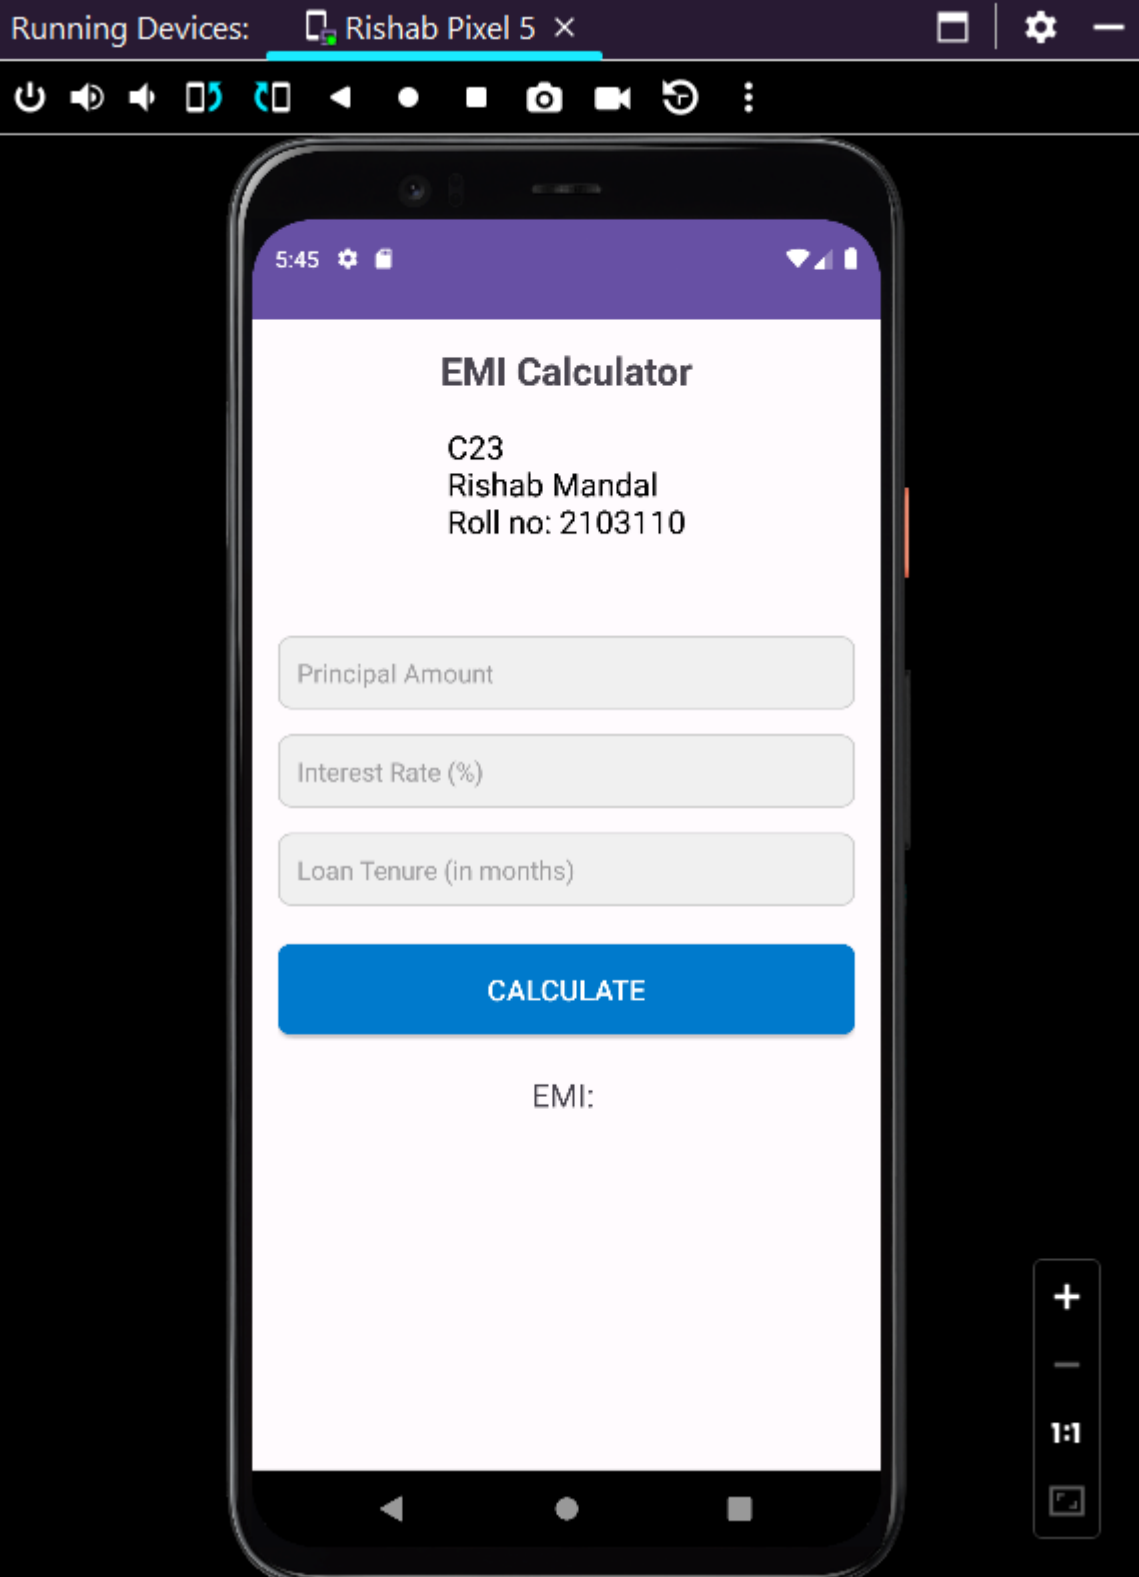 Running Devices:
Rishab Pixel 5
5:45
EMI Calculator
C23
Rishab Mandal
Roll no: 2103110
Principal Amount
Interest Rate (%)
Loan Tenure (in months)
CALCULATE
EMI:
1:1